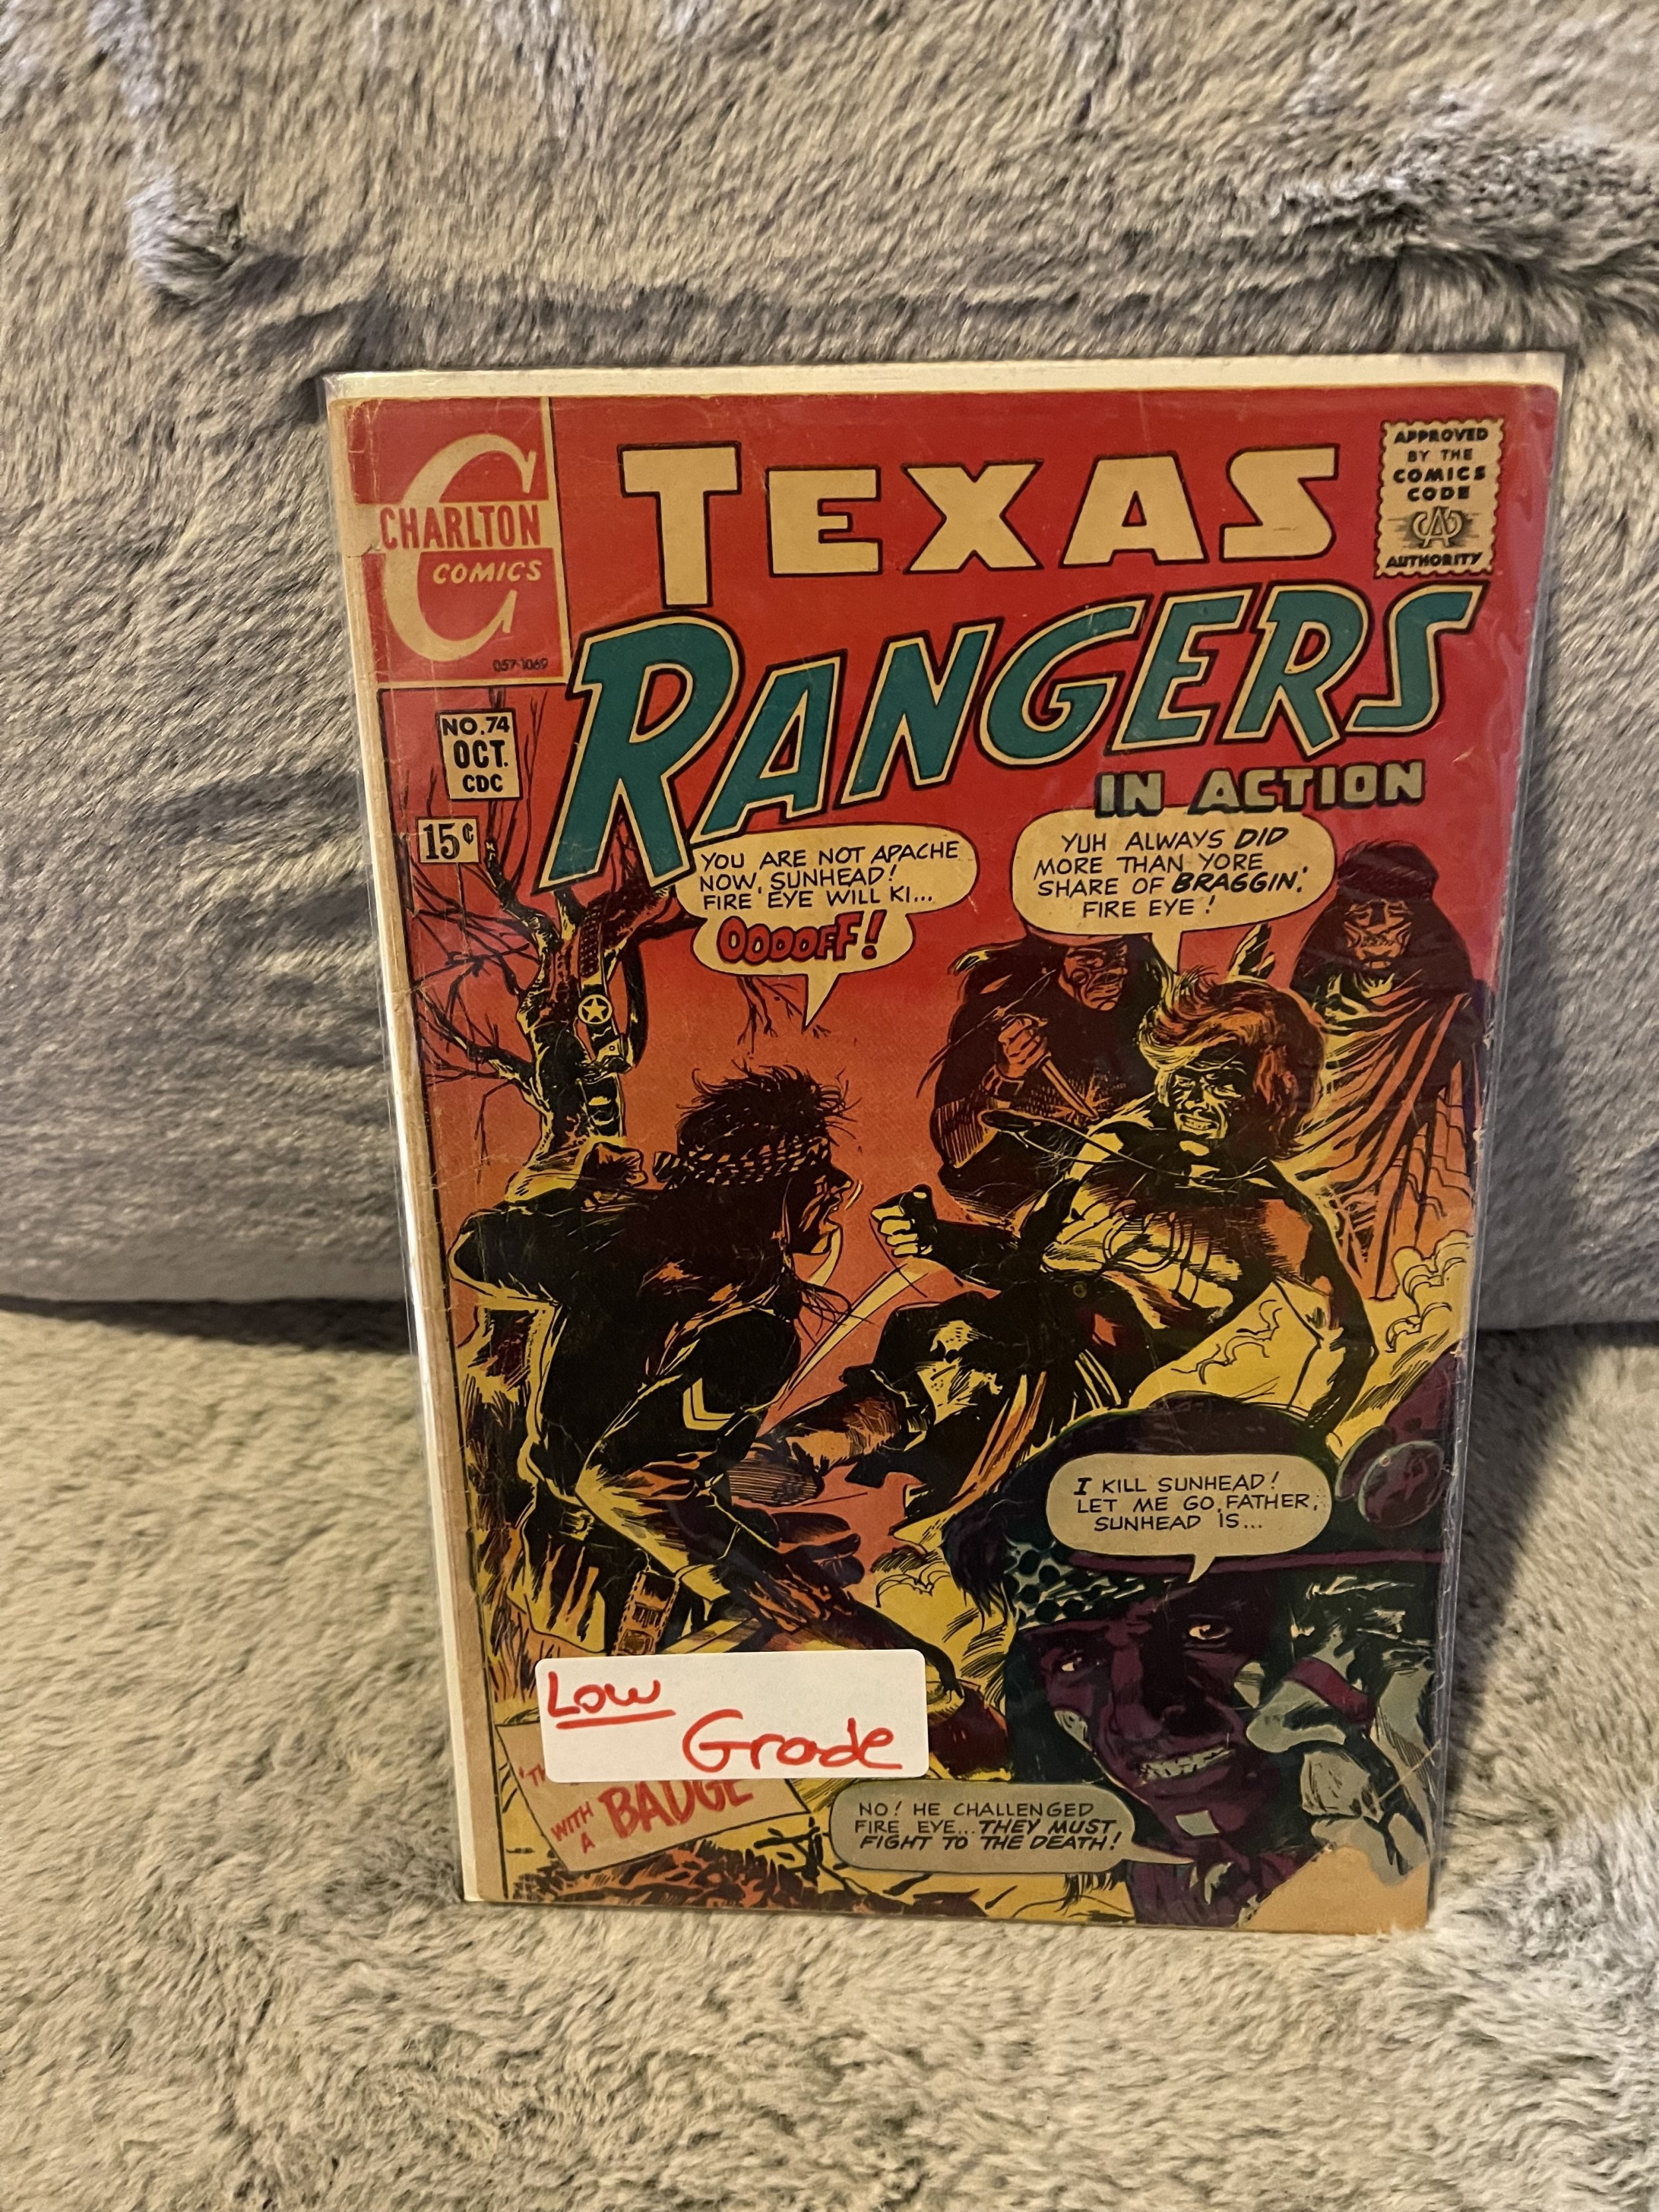 CHARLTON
COMICS
057-1069
TEXAS
RANGERS
IN ACTION
APPROVED
BY THE
COMICS
CODE
AUTHORITY
NO.74
OCT.
CDC
15¢
YOU ARE NOT APACHE
NOW, SUNHEAD!
FIRE EYE WILL KI...
OOOOFF!
YUH ALWAYS DID
MORE THAN YORE
SHARE OF BRAGGIN'
FIRE EYE!
I KILL SUNHEAD!
LET ME GO, FATHER,
SUNHEAD IS...
Low
Grade
WITH
A
BADGE
NO! HE CHALLENGED
FIRE EYE...THEY MUST
FIGHT TO THE DEATH!